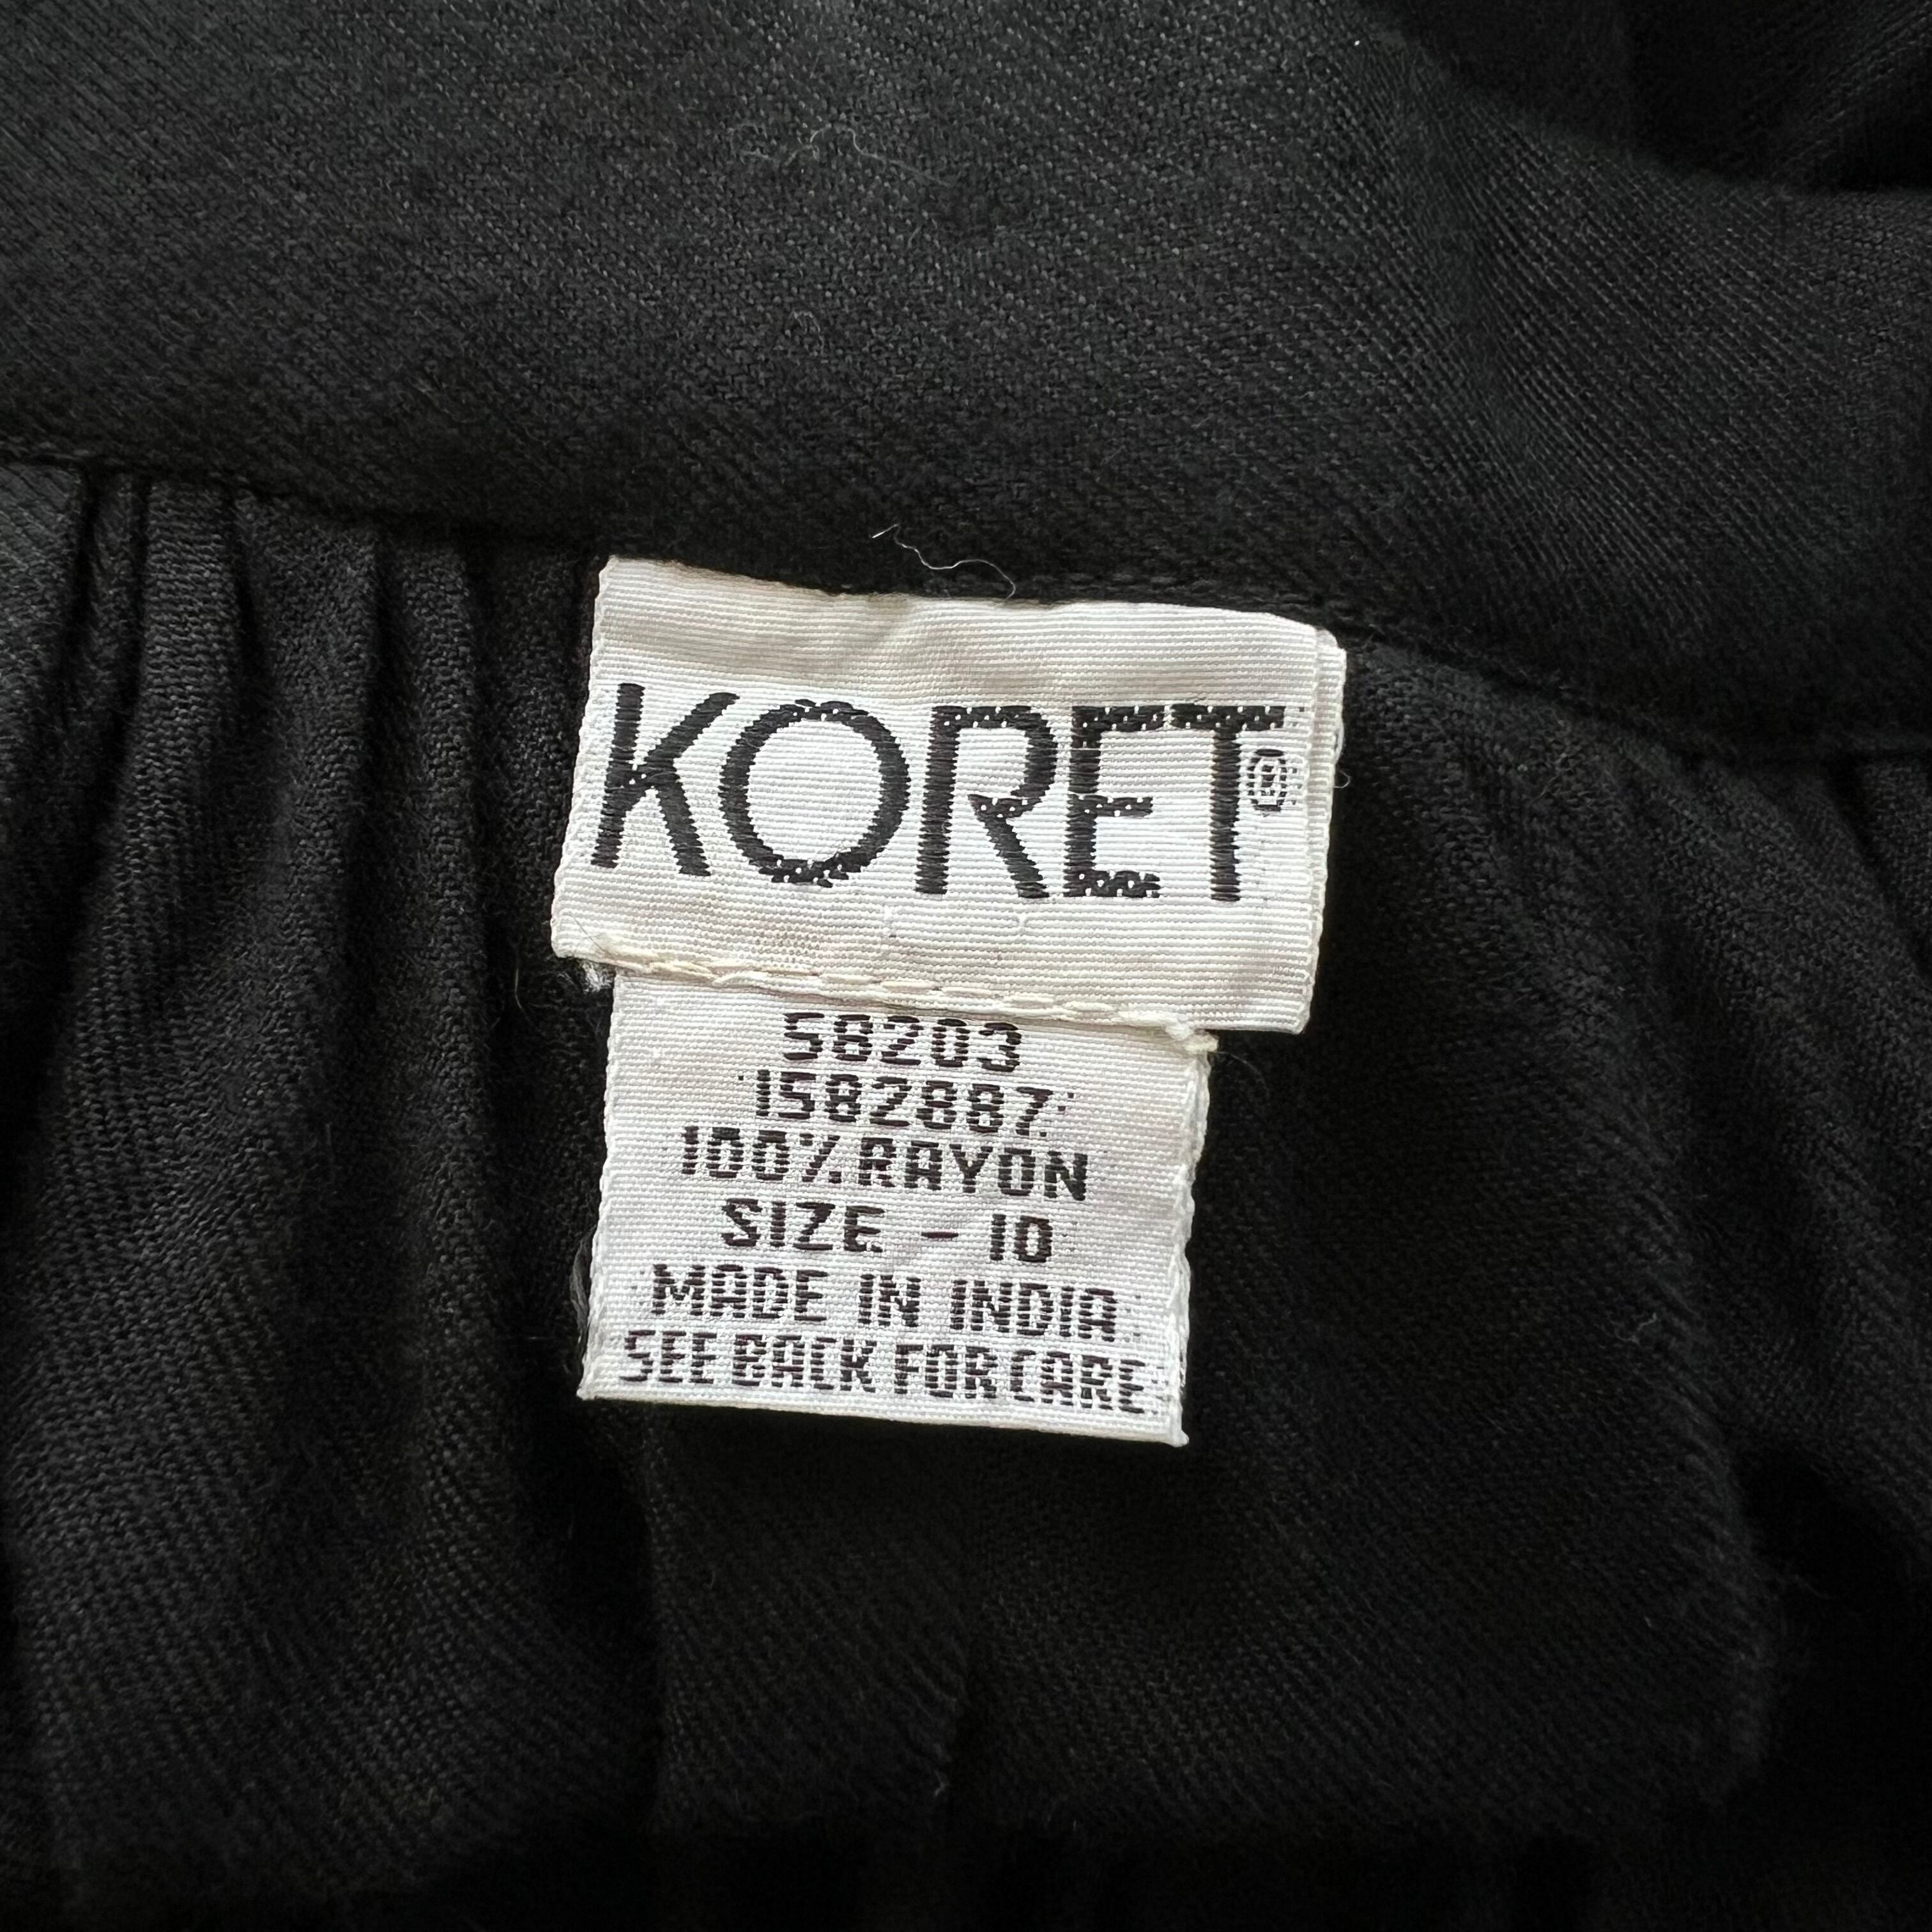 KORET®
58203
1582887
100% RAYON
SIZE - 10
MADE IN INDIA
SEE BACK FOR CARE